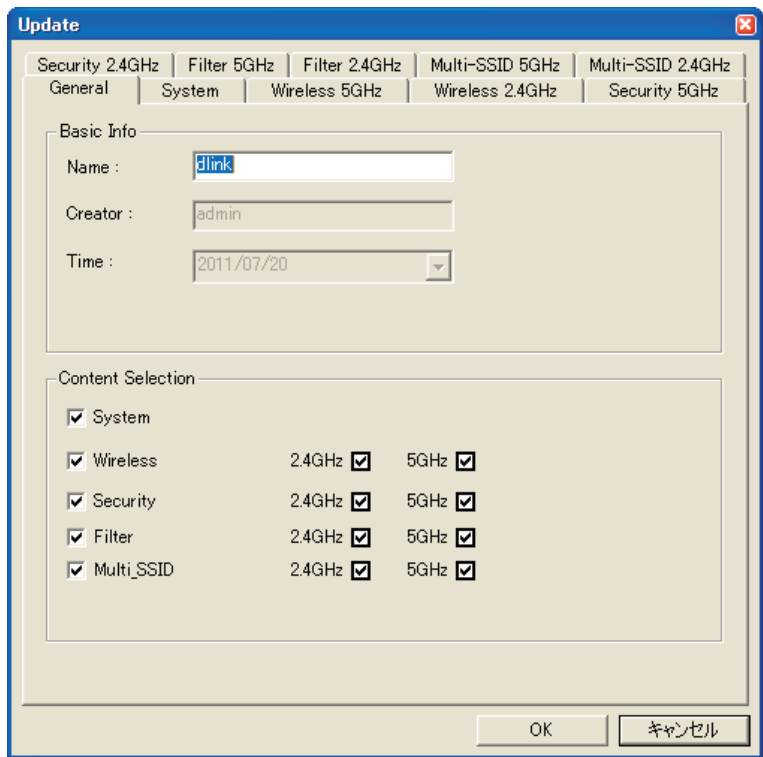 Update
Security 2.4GHz Filter 5GHz Filter 2.4GHz Multi-SSID 5GHz Multi-SSID 2.4GHz
General System Wireless 5GHz Wireless 2.4GHz Security 5GHz
Basic Info
Name : dlink
Creator : admin
Time : 2011/07/20
Content Selection
System
Wireless 2.4GHz 5GHz
Security 2.4GHz 5GHz
Filter 2.4GHz 5GHz
Multi_SSID 2.4GHz 5GHz
OK キャンセル